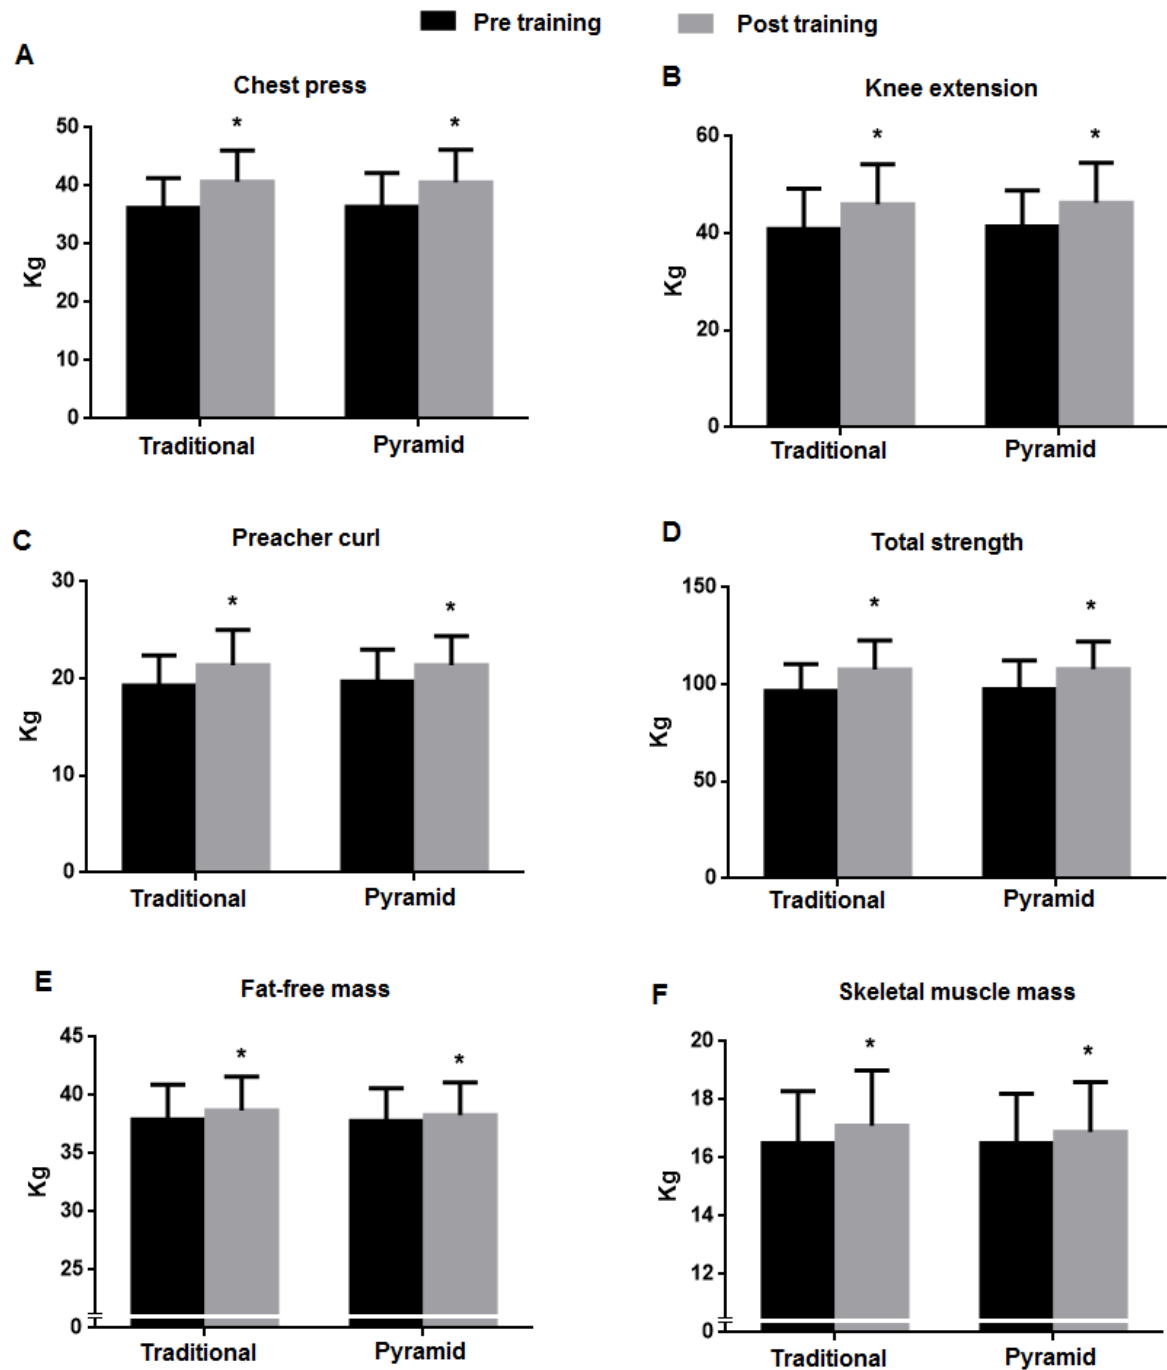 Pre training Post training
A
Chest press
50
40
30
20
10
0
Kg
* *
Traditional Pyramid
B
Knee extension
60
40
20
0
Kg
* *
Traditional Pyramid
C
Preacher curl
30
20
10
0
Kg
* *
Traditional Pyramid
D
Total strength
150
100
50
0
Kg
* *
Traditional Pyramid
E
Fat-free mass
45
40
35
30
25
0
Kg
* *
Traditional Pyramid
F
Skeletal muscle mass
20
18
16
14
12
0
Kg
* *
Traditional Pyramid